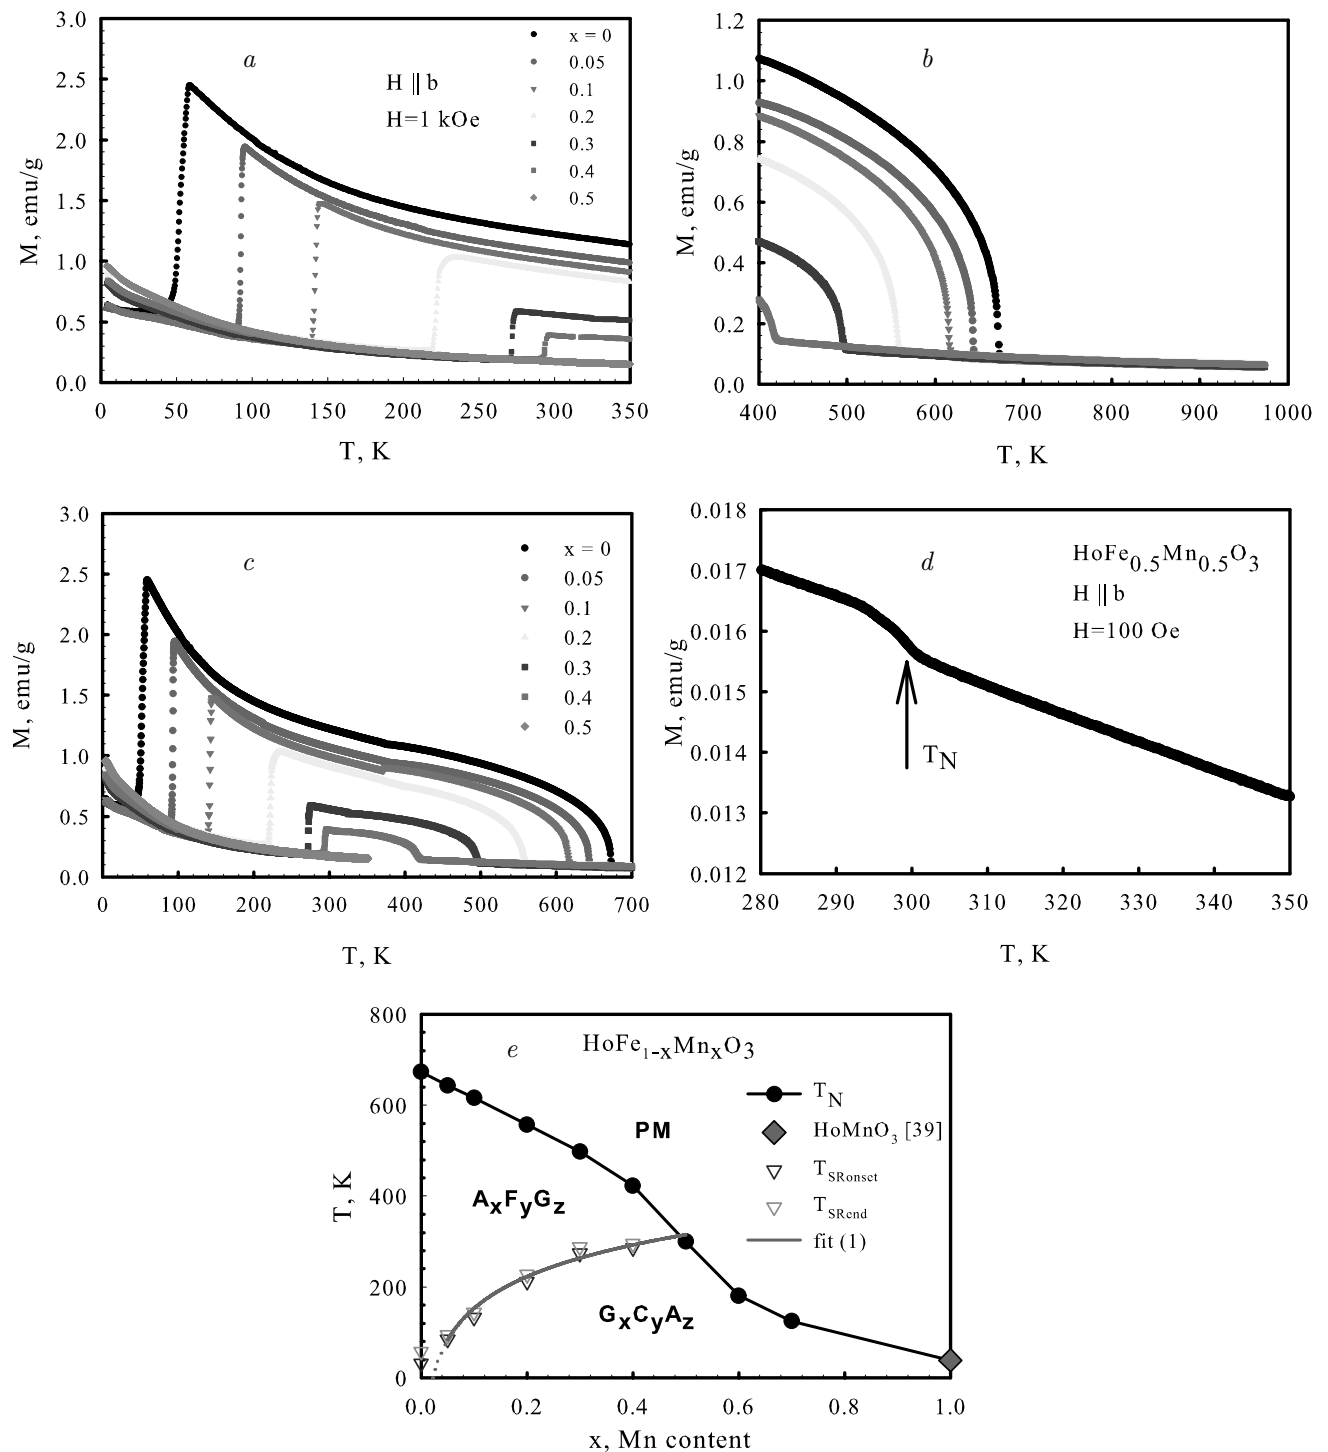 a
H || b
H=1 kOe
x = 0
0.05
0.1
0.2
0.3
0.4
0.5
3.0
2.5
2.0
1.5
1.0
0.5
0.0
M, emu/g
0 50 100 150 200 250 300 350
T, K
b
1.2
1.0
0.8
0.6
0.4
0.2
0.0
M, emu/g
400 500 600 700 800 900 1000
T, K
c
x = 0
0.05
0.1
0.2
0.3
0.4
0.5
3.0
2.5
2.0
1.5
1.0
0.5
0.0
M, emu/g
0 100 200 300 400 500 600 700
T, K
d
HoFe0.5Mn0.5O3
H || b
H=100 Oe
TN
0.018
0.017
0.016
0.015
0.014
0.013
0.012
M, emu/g
280 290 300 310 320 330 340 350
T, K
e
HoFe1-xMnxO3
TN
HoMnO3 [39]
TSRonset
TSRend
fit (1)
PM
AxFyGz
GxCyAz
800
600
400
200
0
T, K
0.0 0.2 0.4 0.6 0.8 1.0
x, Mn content